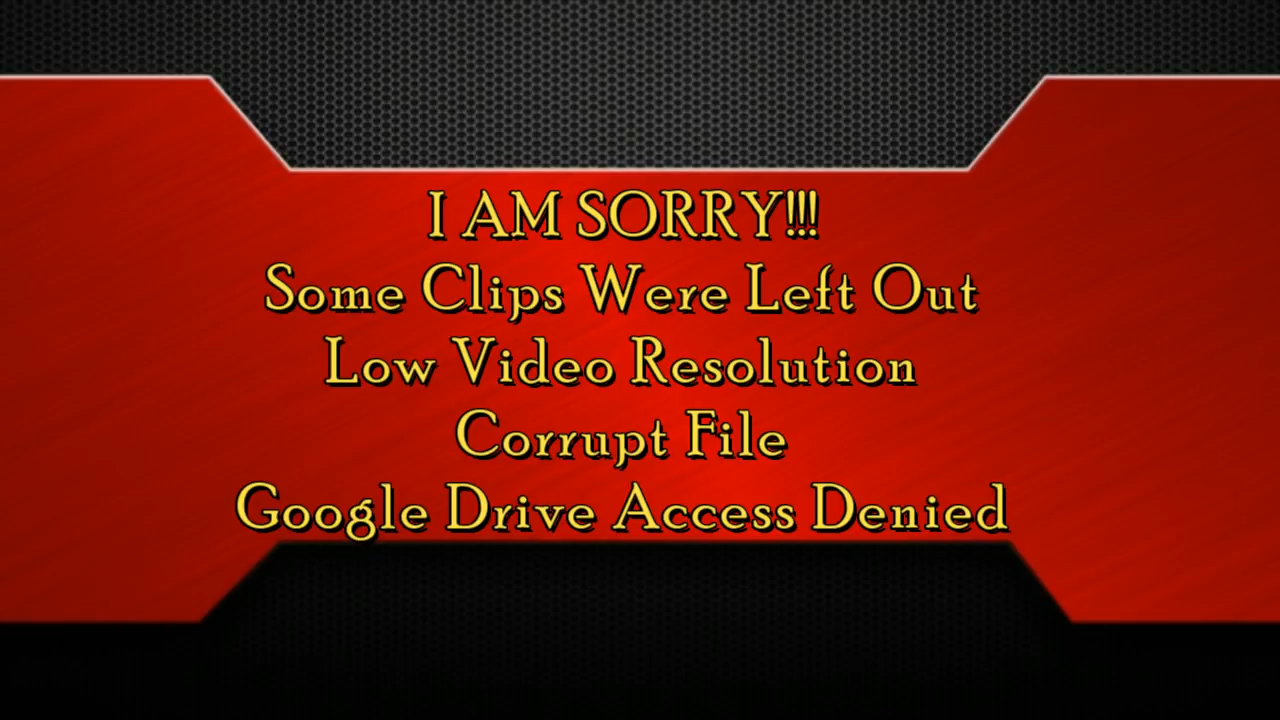 I AM SORRY!!!
Some Clips Were Left Out
Low Video Resolution
Corrupt File
Google Drive Access Denied